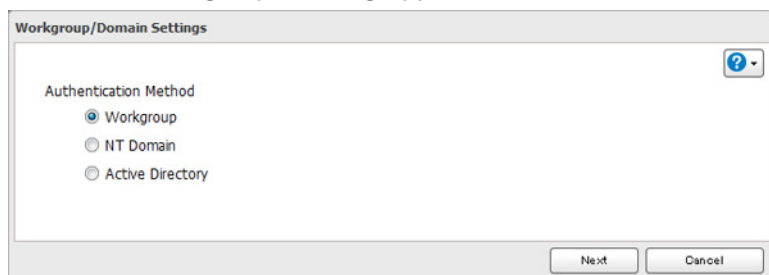 Workgroup/Domain Settings
?
Authentication Method
Workgroup
NT Domain
Active Directory
Next Cancel